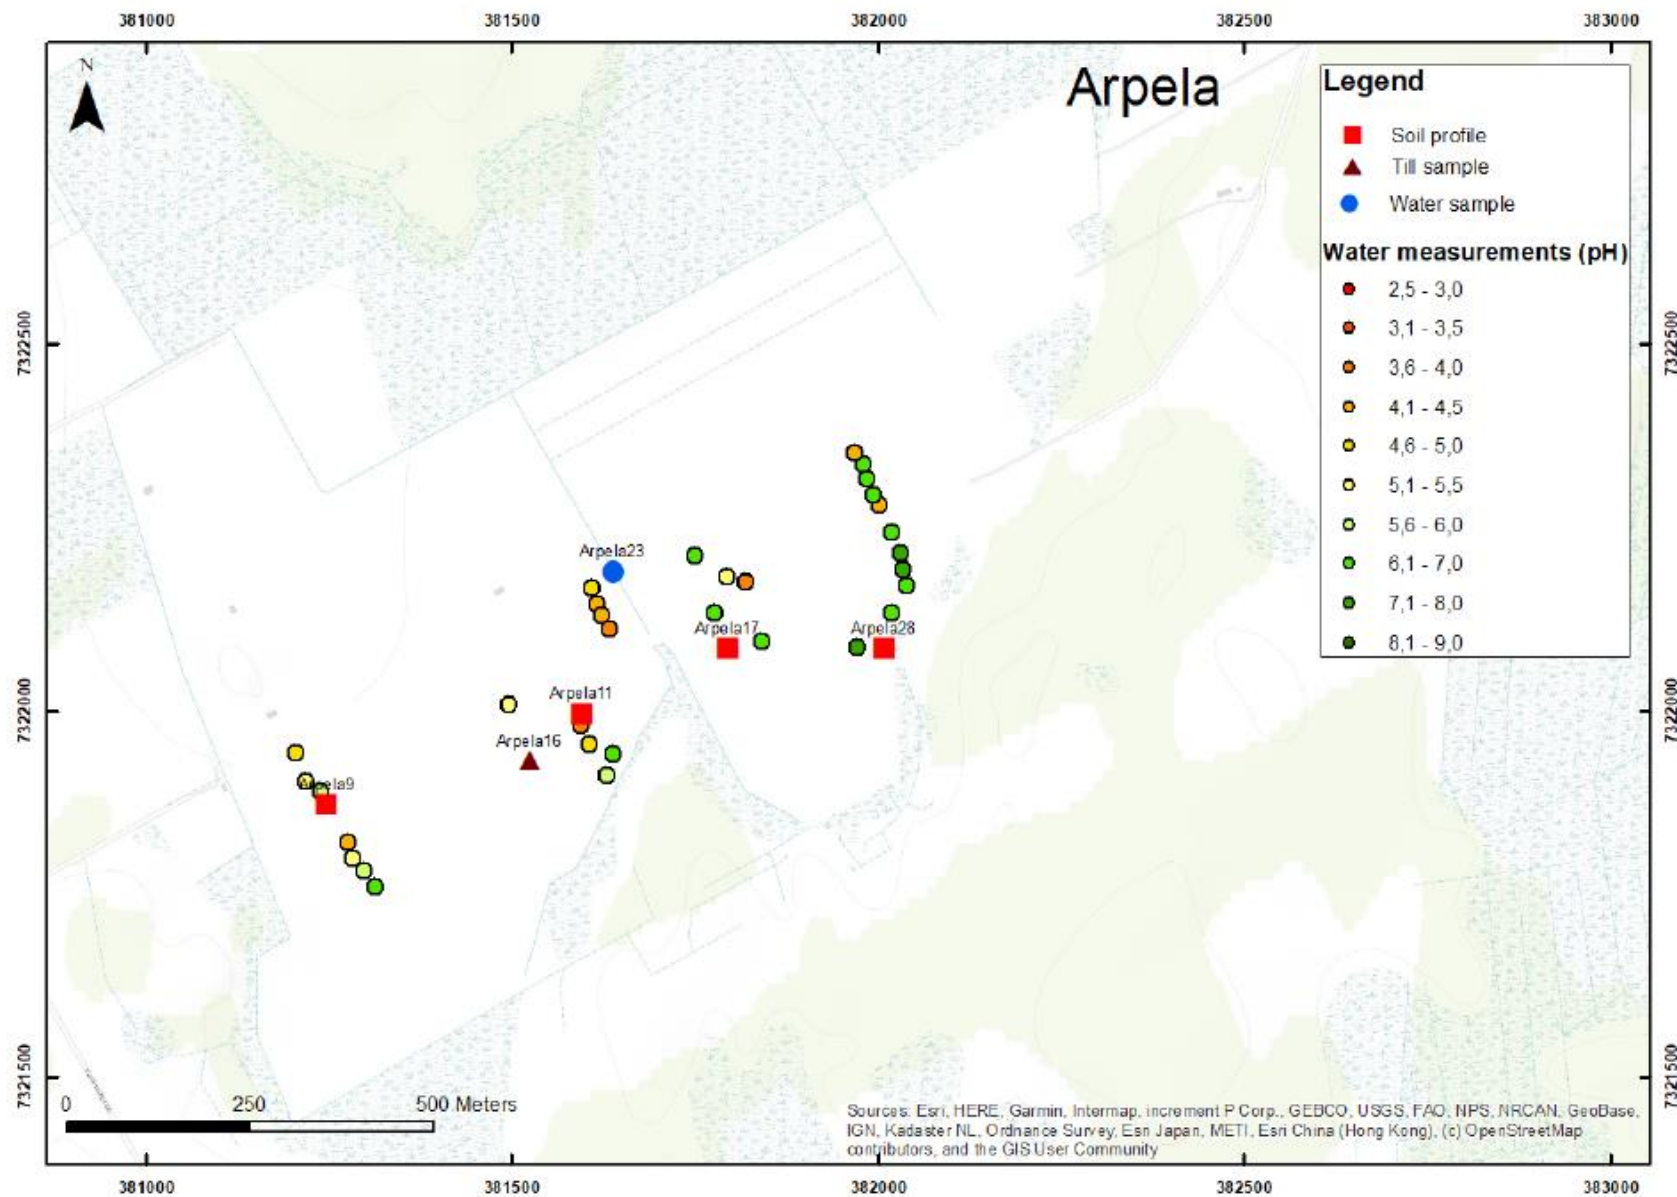 381000 381500 382000 382500 383000
N
Arpela
Legend
Soil profile
Till sample
Water sample
Water measurements (pH)
2,5 - 3,0
3,1 - 3,5
3,6 - 4,0
4,1 - 4,5
4,6 - 5,0
5,1 - 5,5
5,6 - 6,0
6,1 - 7,0
7,1 - 8,0
8,1 - 9,0
7322500 7322500
Arpela23
Arpela17 Arpela28
Arpela11
7322000 7322000
Arpela16
Arpela9
7321500 7321500
0 250 500 Meters
Sources: Esri, HERE, Garmin, Intermap, increment P Corp., GEBCO, USGS, FAO, NPS, NRCAN, GeoBase,
IGN, Kadaster NL, Ordnance Survey, Esri Japan, METI, Esri China (Hong Kong), (c) OpenStreetMap
contributors, and the GIS User Community
381000 381500 382000 382500 383000